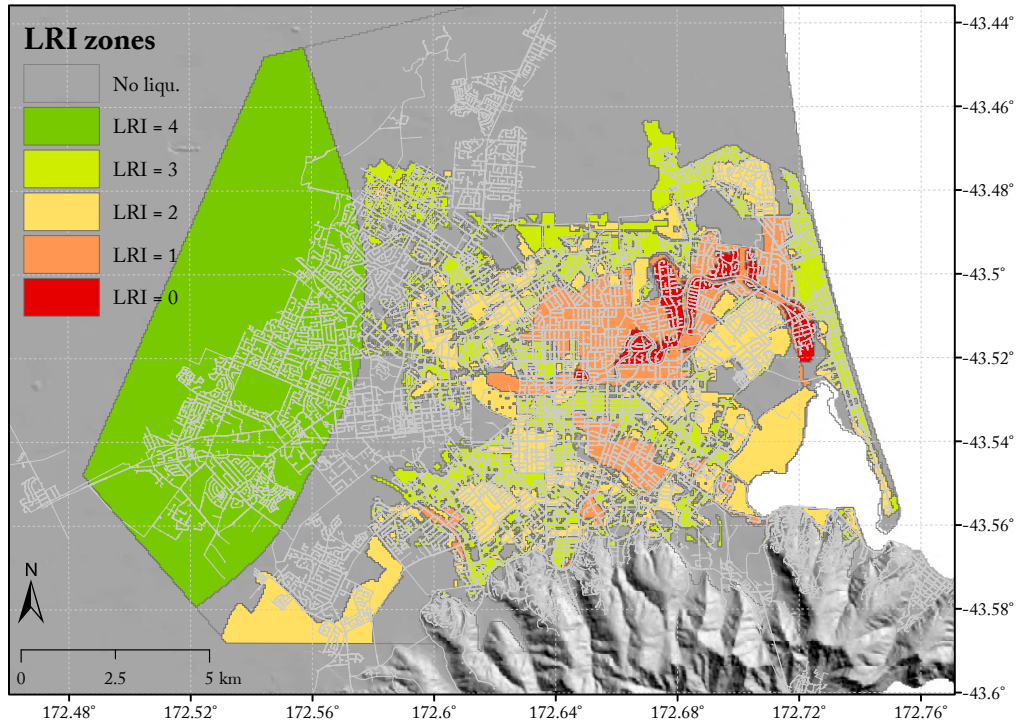 LRI zones
No liqu.
LRI = 4
LRI = 3
LRI = 2
LRI = 1
LRI = 0
N
0 2.5 5 km
-43.44°
-43.46°
-43.48°
-43.5°
-43.52°
-43.54°
-43.56°
-43.58°
-43.6°
172.48 172.52 172.56 172.6 172.64 172.68 172.72 172.76